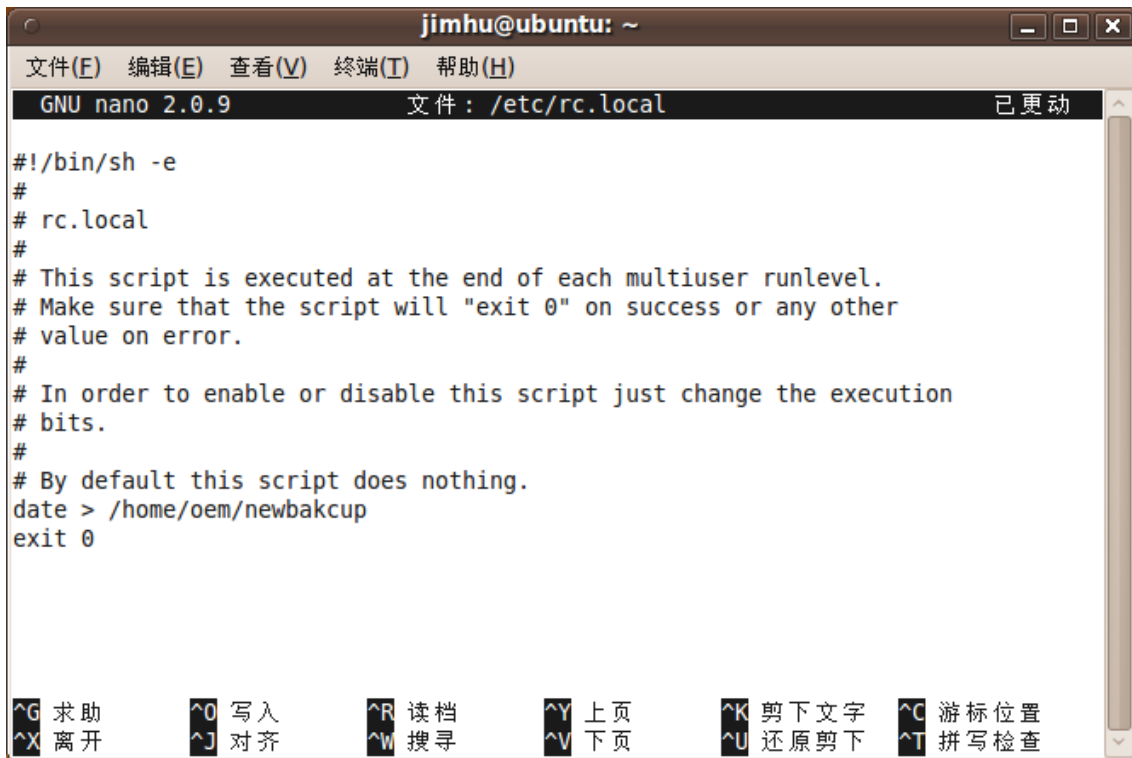 jimhu@ubuntu: ~
文件(F) 编辑(E) 查看(V) 终端(T) 帮助(H)
GNU nano 2.0.9 文件: /etc/rc.local 已更动
#!/bin/sh -e
#
# rc.local
#
# This script is executed at the end of each multiuser runlevel.
# Make sure that the script will "exit 0" on success or any other
# value on error.
#
# In order to enable or disable this script just change the execution
# bits.
#
# By default this script does nothing.
date > /home/oem/newbakcup
exit 0
^G 求助 ^O 写入 ^R 读档 ^Y 上页 ^K 剪下文字 ^C 游标位置
^X 离开 ^J 对齐 ^W 搜寻 ^V 下页 ^U 还原剪下 ^T 拼写检查